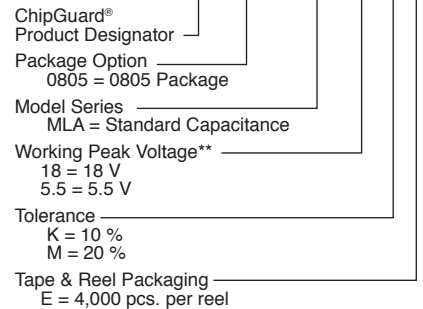 ChipGuard®
Product Designator
Package Option
0805 = 0805 Package
Model Series
MLA = Standard Capacitance
Working Peak Voltage**
18 = 18 V
5.5 = 5.5 V
Tolerance
K = 10 %
M = 20 %
Tape & Reel Packaging
E = 4,000 pcs. per reel